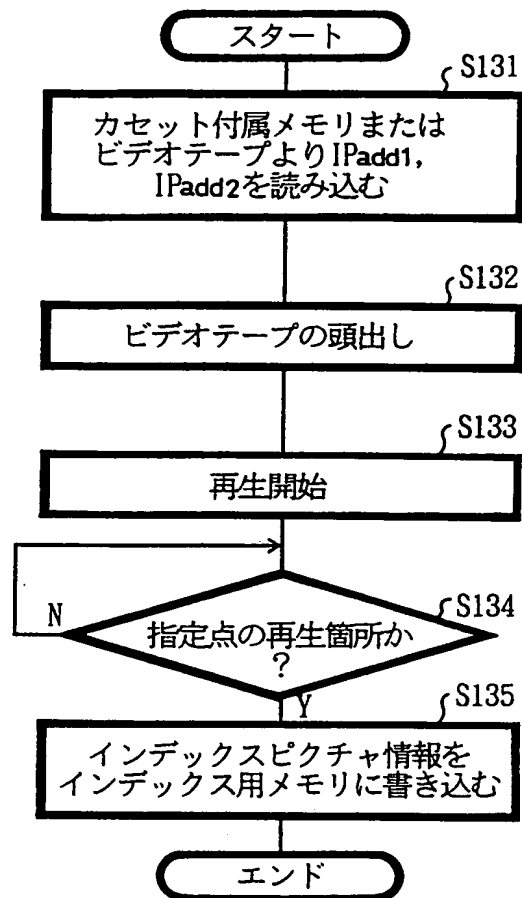 スタート
S131
カセット付属メモリまたは
ビデオテープよりIPadd1,
IPadd2を読み込む
S132
ビデオテープの頭出し
S133
再生開始
S134
N
指定点の再生箇所か
?
Y
S135
インデックスピクチャ情報を
インデックス用メモリに書き込む
エンド